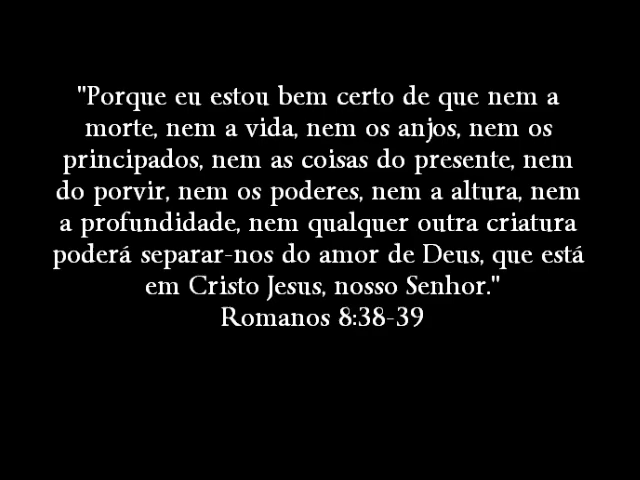 "Porque eu estou bem certo de que nem a
morte, nem a vida, nem os anjos, nem os
principados, nem as coisas do presente, nem
do porvir, nem os poderes, nem a altura, nem
a profundidade, nem qualquer outra criatura
poderá separar-nos do amor de Deus, que está
em Cristo Jesus, nosso Senhor."
Romanos 8:38-39